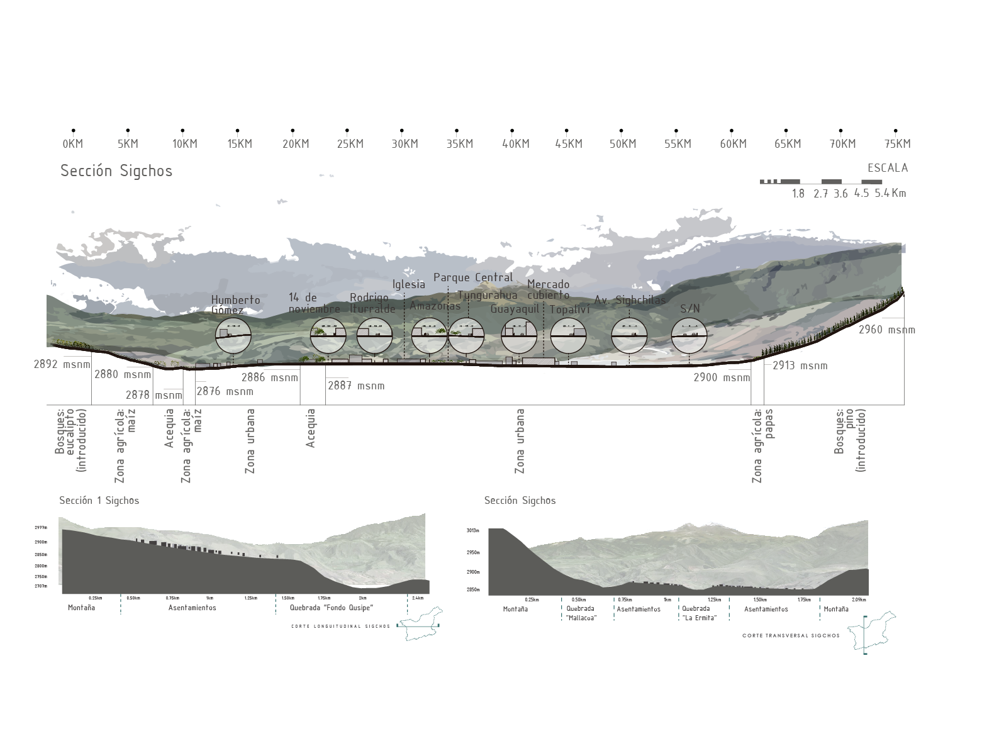 0KM 5KM 10KM 15KM 20KM 25KM 30KM 35KM 40KM 45KM 50KM 55KM 60KM 65KM 70KM 75KM
Sección Sigchos
ESCALA
1.8 2.7 3.6 4.5 5.4 Km
Parque Central
Iglesia
Mercado
cubierto
Humberto
Gómez
14 de
noviembre
Rodrigo
Iturralde
Amazonas
Tungurahua
Guayaquil
Topaliví
Av. Sighchilas
S/N
2892 msnm
2880 msnm
2878 msnm
2876 msnm
2886 msnm
2887 msnm
2900 msnm
2913 msnm
2960 msnm
Bosques:
eucalipto
(introducido)
Zona agrícola:
maíz
Acequia
Zona agrícola:
maíz
Zona urbana
Acequia
Zona urbana
Zona agrícola:
papas
Bosques:
pino
(introducido)
Sección 1 Sigchos
2977m
2900m
2850m
2800m
2750m
2707m
0.25km 0.50km 0.75km 1km 1.25km 1.50km 1.75km 2km 2.4km
Montaña Asentamientos Quebrada "Fondo Qusipe"
CORTE LONGUITUDINAL SIGCHOS
Sección Sigchos
3013m
2950m
2900m
2850m
0.25km 0.50km 0.75km 1km 1.25km 1.50km 1.75km 2.09km
Montaña
Quebrada
"Mallacoa"
Asentamientos
Quebrada
"La Ermita"
Asentamientos
Montaña
CORTE TRANSVERSAL SIGCHOS